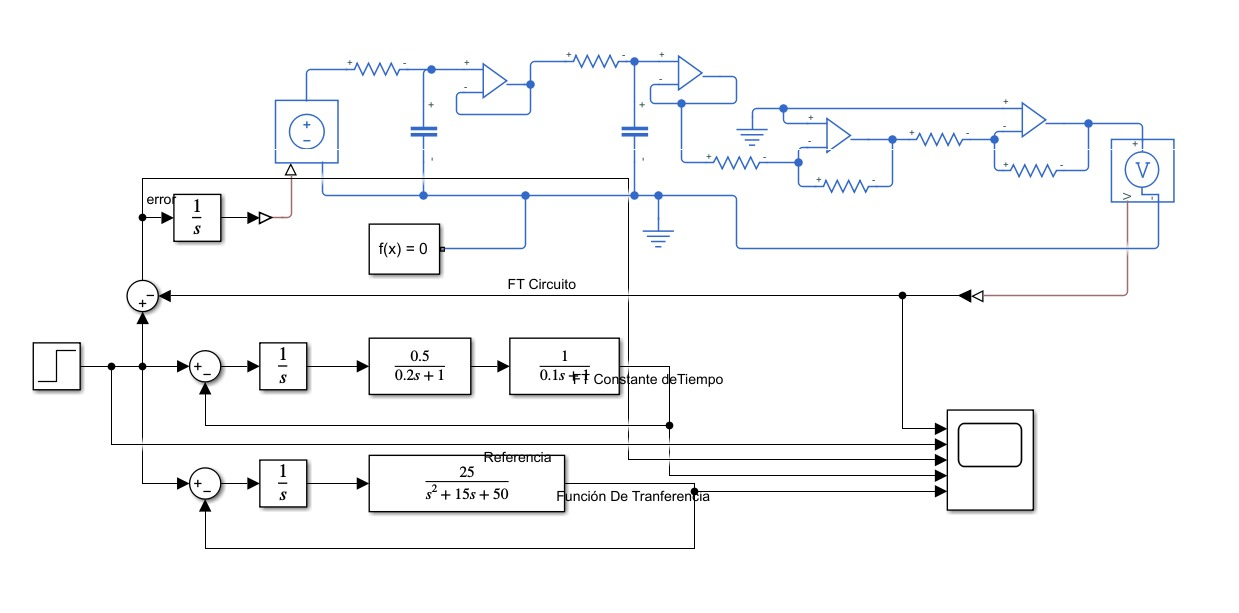 + - + - + + - + -
+ - + - + -
+ - + - + - + -
+ - V
+ - + - V -
error
1
s
f(x) = 0
FT Circuito
-
+
+
-
1
s
0.5
0.2s + 1
1
0.1s + 1
FT Constante deTiempo
Referencia
+
-
1
s
25
s² + 15s + 50
Función De Tranferencia